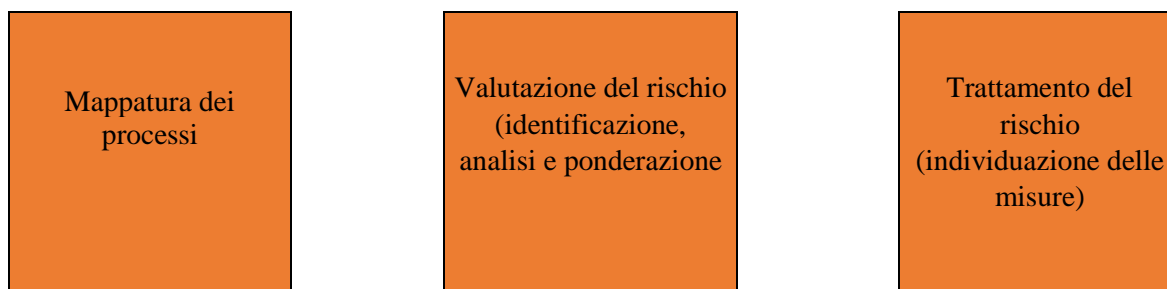 Mappatura dei
processi
Valutazione del rischio
(identificazione,
analisi e ponderazione
Trattamento del
rischio
(individuazione delle
misure)